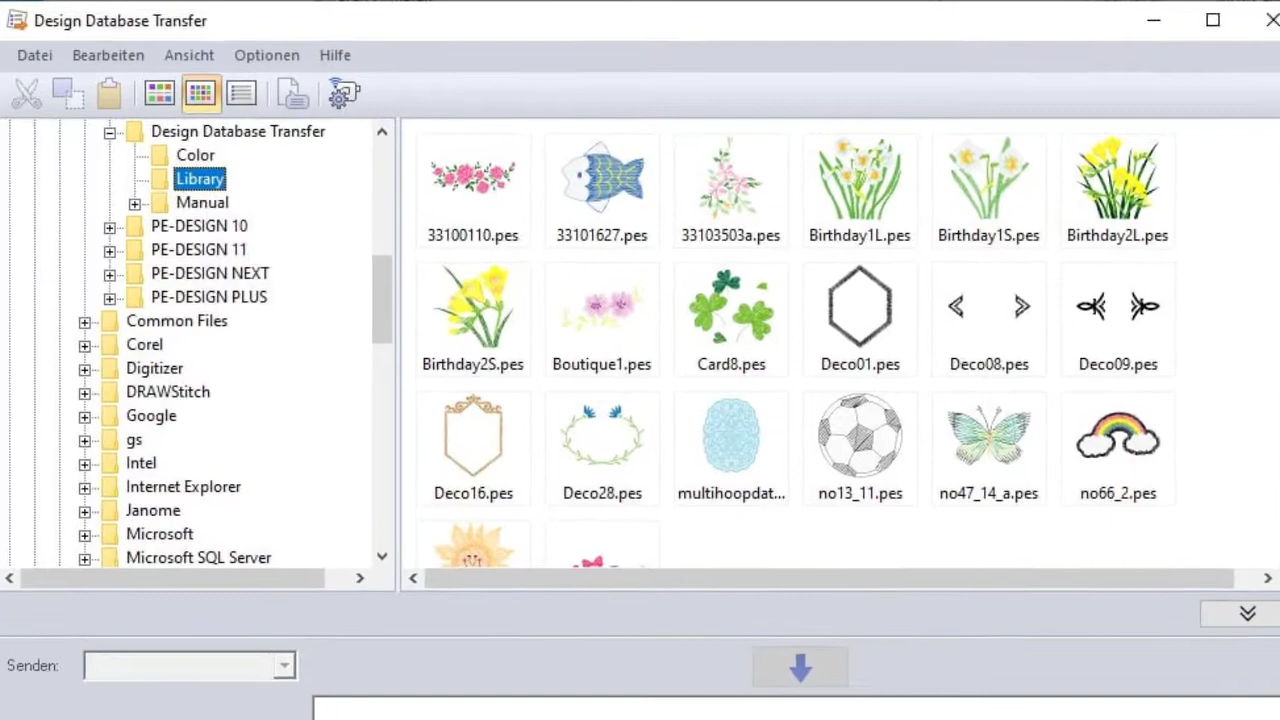 Design Database Transfer
Datei Bearbeiten Ansicht Optionen Hilfe
Design Database Transfer
Color
Library
Manual
PE-DESIGN 10
PE-DESIGN 11
PE-DESIGN NEXT
PE-DESIGN PLUS
Common Files
Corel
Digitizer
DRAWStitch
Google
gs
Intel
Internet Explorer
Janome
Microsoft
Microsoft SQL Server
33100110.pes 33101627.pes 33103503a.pes Birthday1L.pes Birthday1S.pes Birthday2L.pes
Birthday2S.pes Boutique1.pes Card8.pes Deco01.pes Deco08.pes Deco09.pes
Deco16.pes Deco28.pes multihoopdat... no13_11.pes no47_14_a.pes no66_2.pes
Senden: